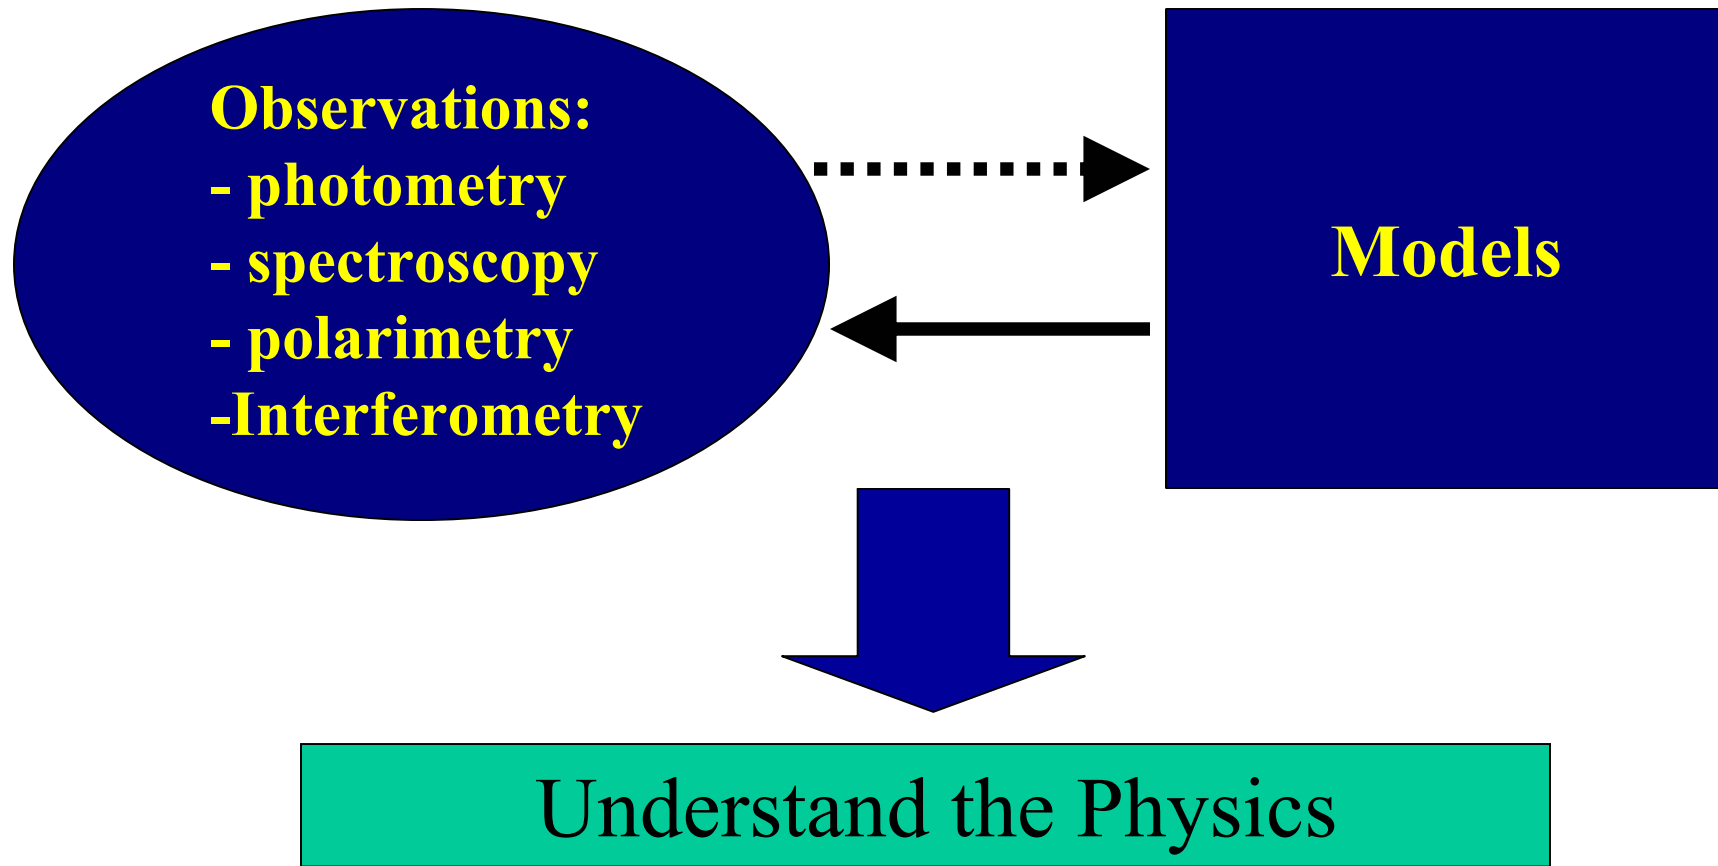 Observations:
- photometry
- spectroscopy
- polarimetry
-Interferometry
Models
Understand the Physics